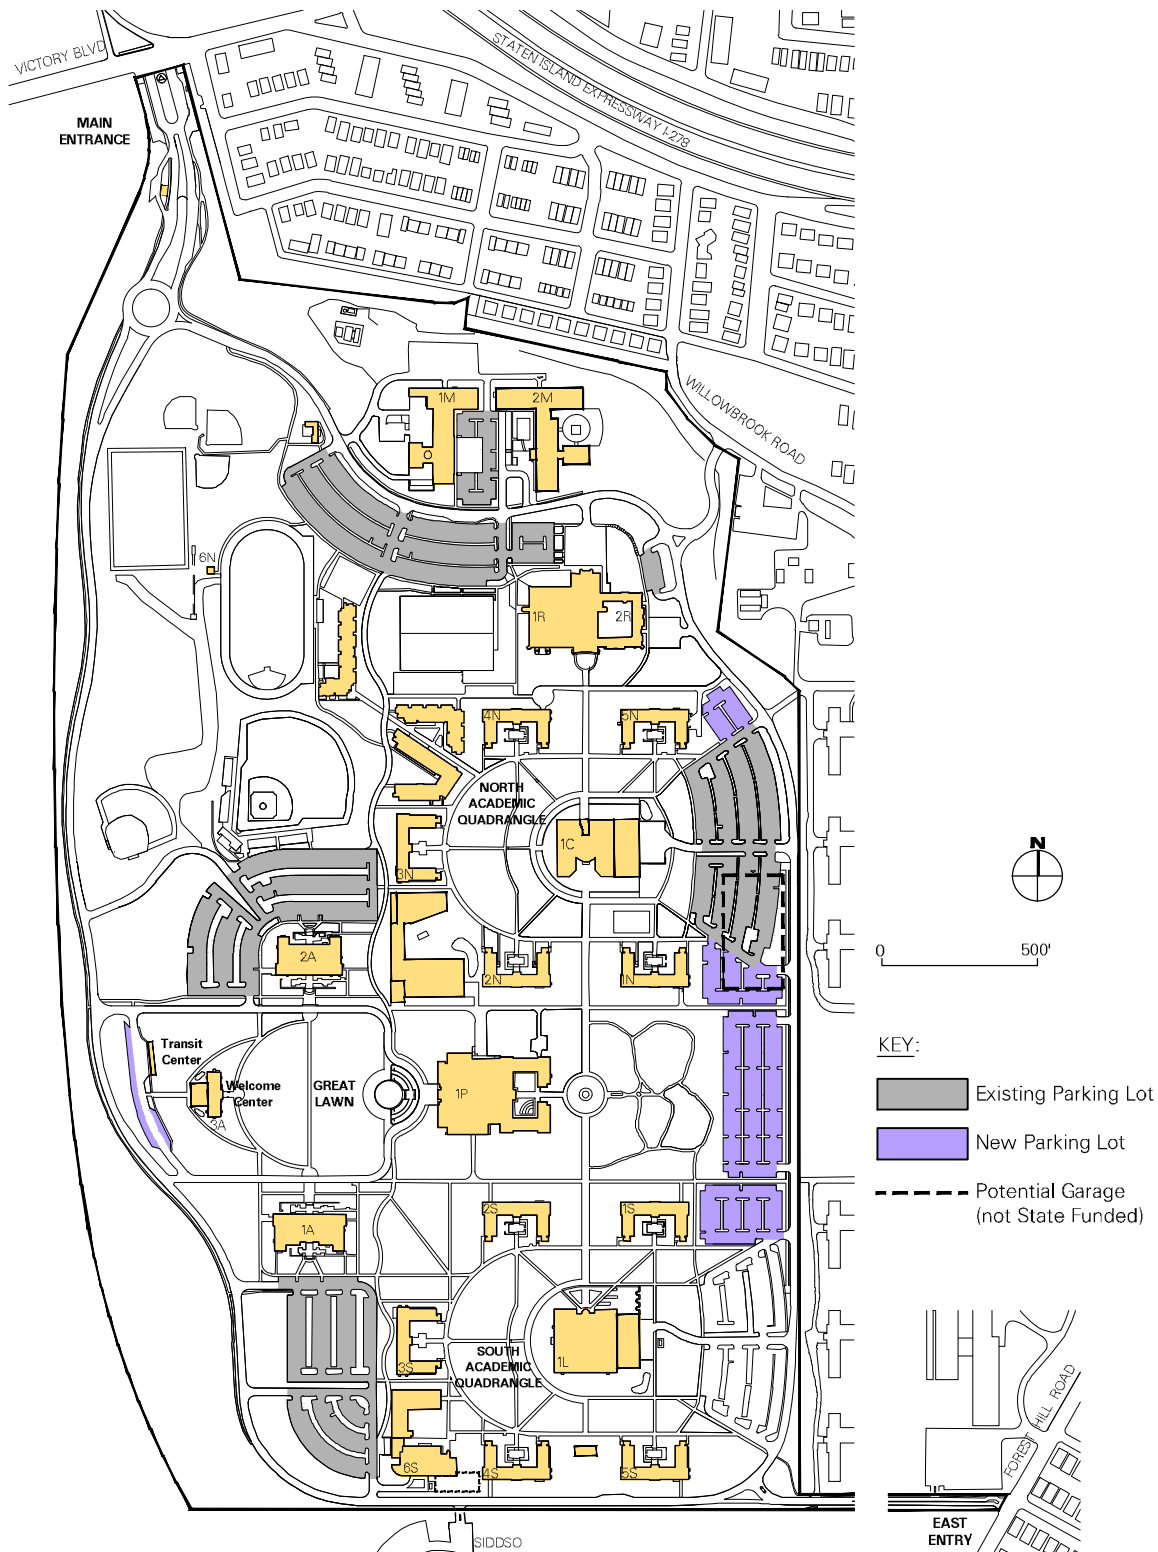 VICTORY BLVD
STATEN ISLAND EXPRESSWAY I-278
MAIN
ENTRANCE
WILLOWBROOK ROAD
1M
2M
6N
1R
2R
4N
5N
NORTH
ACADEMIC
QUADRANGLE
1C
3N
N
2A
2N
1N
0
500'
Transit
Center
Welcome
Center
3A
GREAT
LAWN
1P
KEY:
Existing Parking Lot
New Parking Lot
Potential Garage
(not State Funded)
1A
2S
1S
SOUTH
ACADEMIC
QUADRANGLE
3S
1L
6S
4S
5S
FOREST HILL ROAD
EAST
ENTRY
SIDDSO